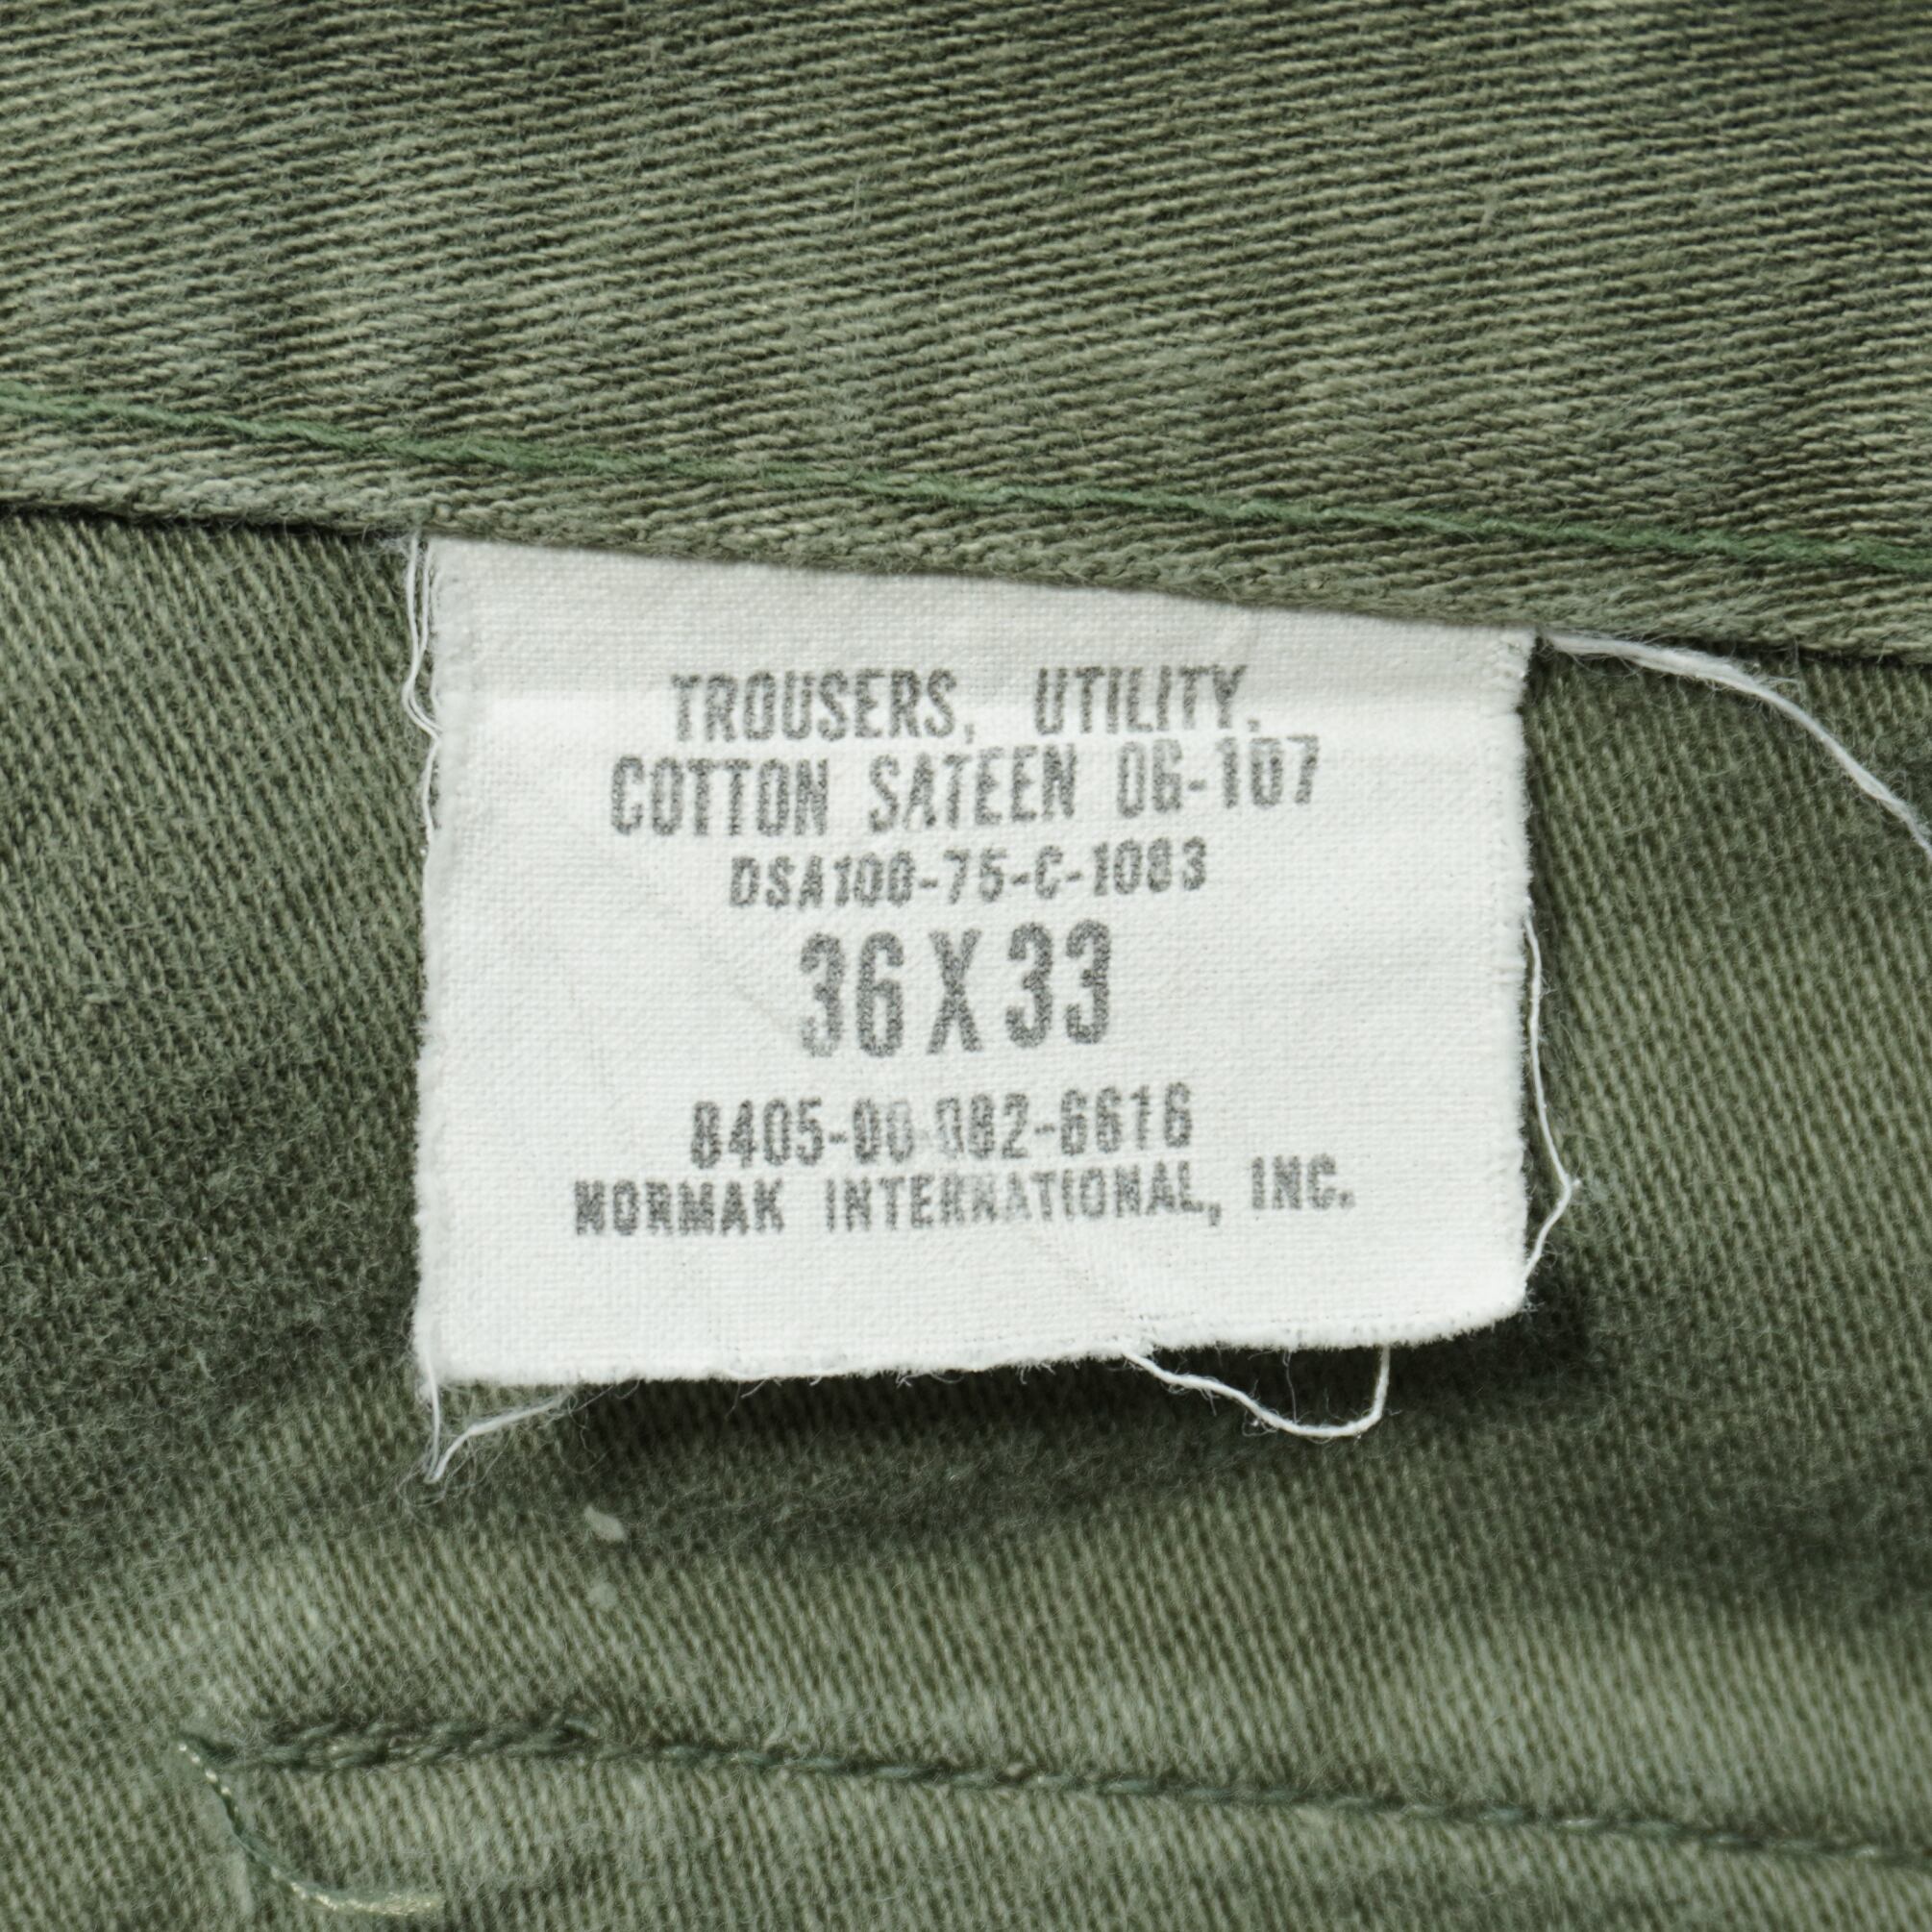 TROUSERS, UTILITY,
COTTON SATEEN OG-107
DSA100-75-C-1083
36 X 33
8405-00-082-6616
NORMAK INTERNATIONAL, INC.